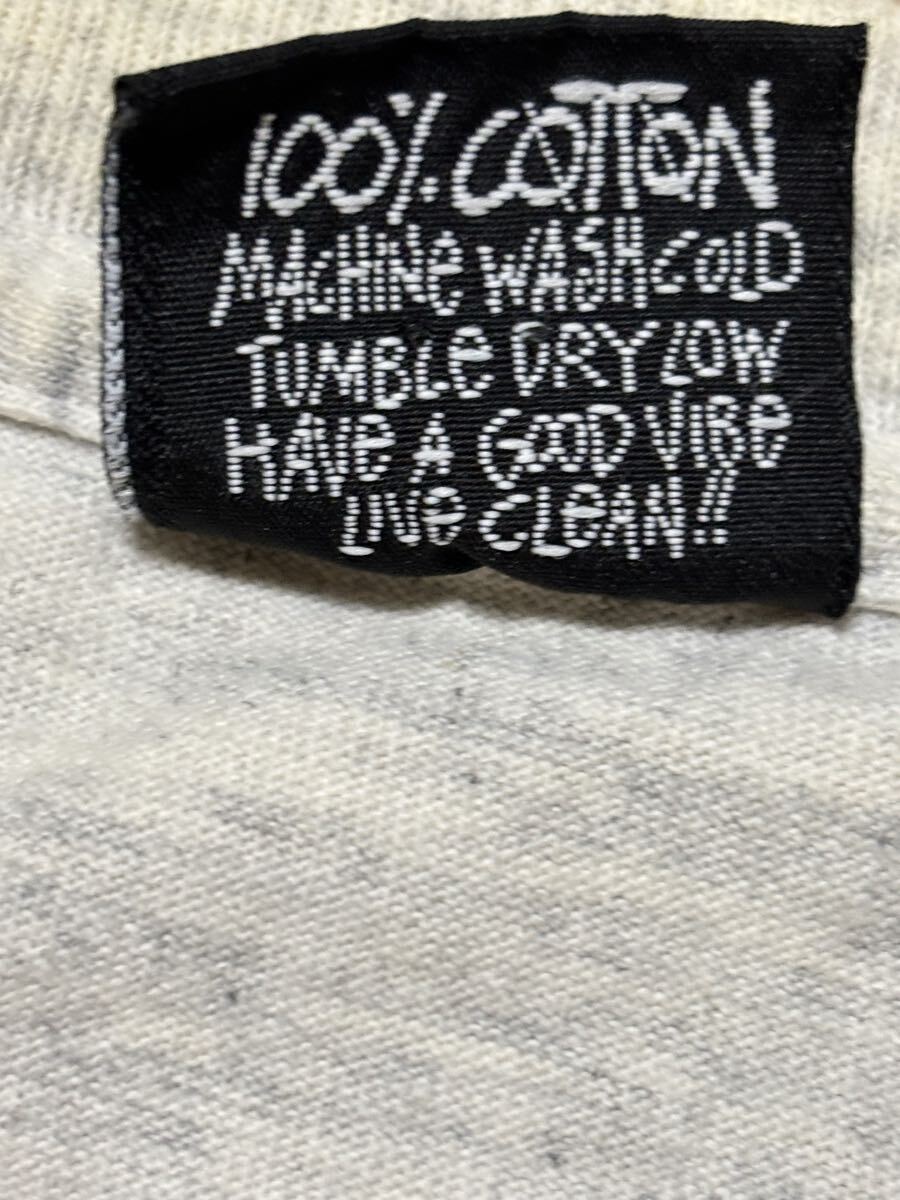 100% COTTON
MACHINe WASH COLD
TUMBLe DRY LOW
HAVe A GOOD VIBe
LIVe CLEAN!!